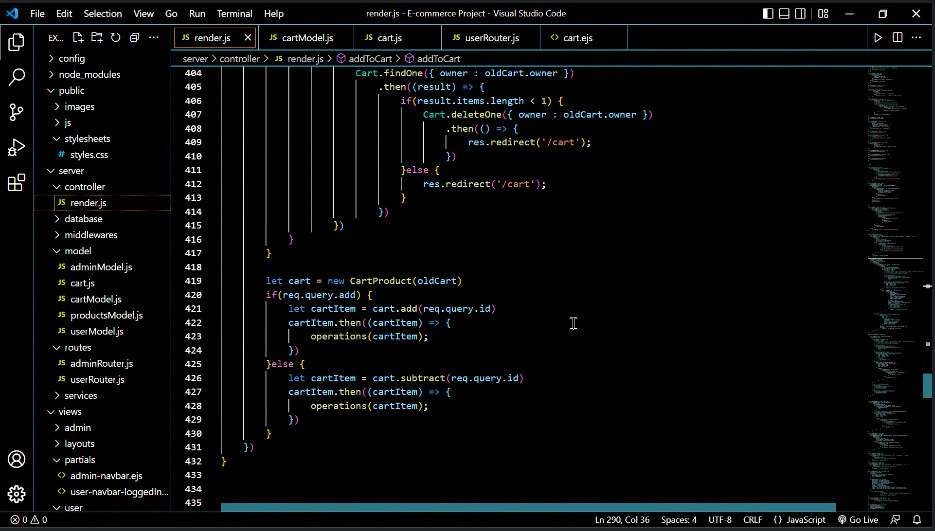 File Edit Selection View Go Run Terminal Help
render.js - E-commerce Project - Visual Studio Code
EX...
JS render.js
JS cartModel.js
JS cart.js
JS userRouter.js
<> cart.ejs
server > controller > JS render.js > addToCart > addToCart
config
node_modules
public
images
js
stylesheets
# styles.css
server
controller
JS render.js
database
middlewares
model
JS adminModel.js
JS cart.js
JS cartModel.js
JS productsModel.js
JS userModel.js
routes
JS adminRouter.js
JS userRouter.js
services
views
admin
layouts
partials
<> admin-navbar.ejs
<> user-navbar-loggedIn...
user
404 Cart.findOne({ owner : oldCart.owner })
405 .then((result) => {
406 if(result.items.length < 1) {
407 Cart.deleteOne({ owner : oldCart.owner })
408 .then(() => {
409 res.redirect('/cart');
410 })
411 }else {
412 res.redirect('/cart');
413 }
414 })
415 })
416 }
417 }
418
419 let cart = new CartProduct(oldCart)
420 if(req.query.add) {
421 let cartItem = cart.add(req.query.id)
422 cartItem.then((cartItem) => {
423 operations(cartItem);
424 })
425 }else {
426 let cartItem = cart.subtract(req.query.id)
427 cartItem.then((cartItem) => {
428 operations(cartItem);
429 })
430 }
431 })
432 }
433
434
435
0 0
Ln 290, Col 36 Spaces: 4 UTF-8 CRLF {} JavaScript Go Live